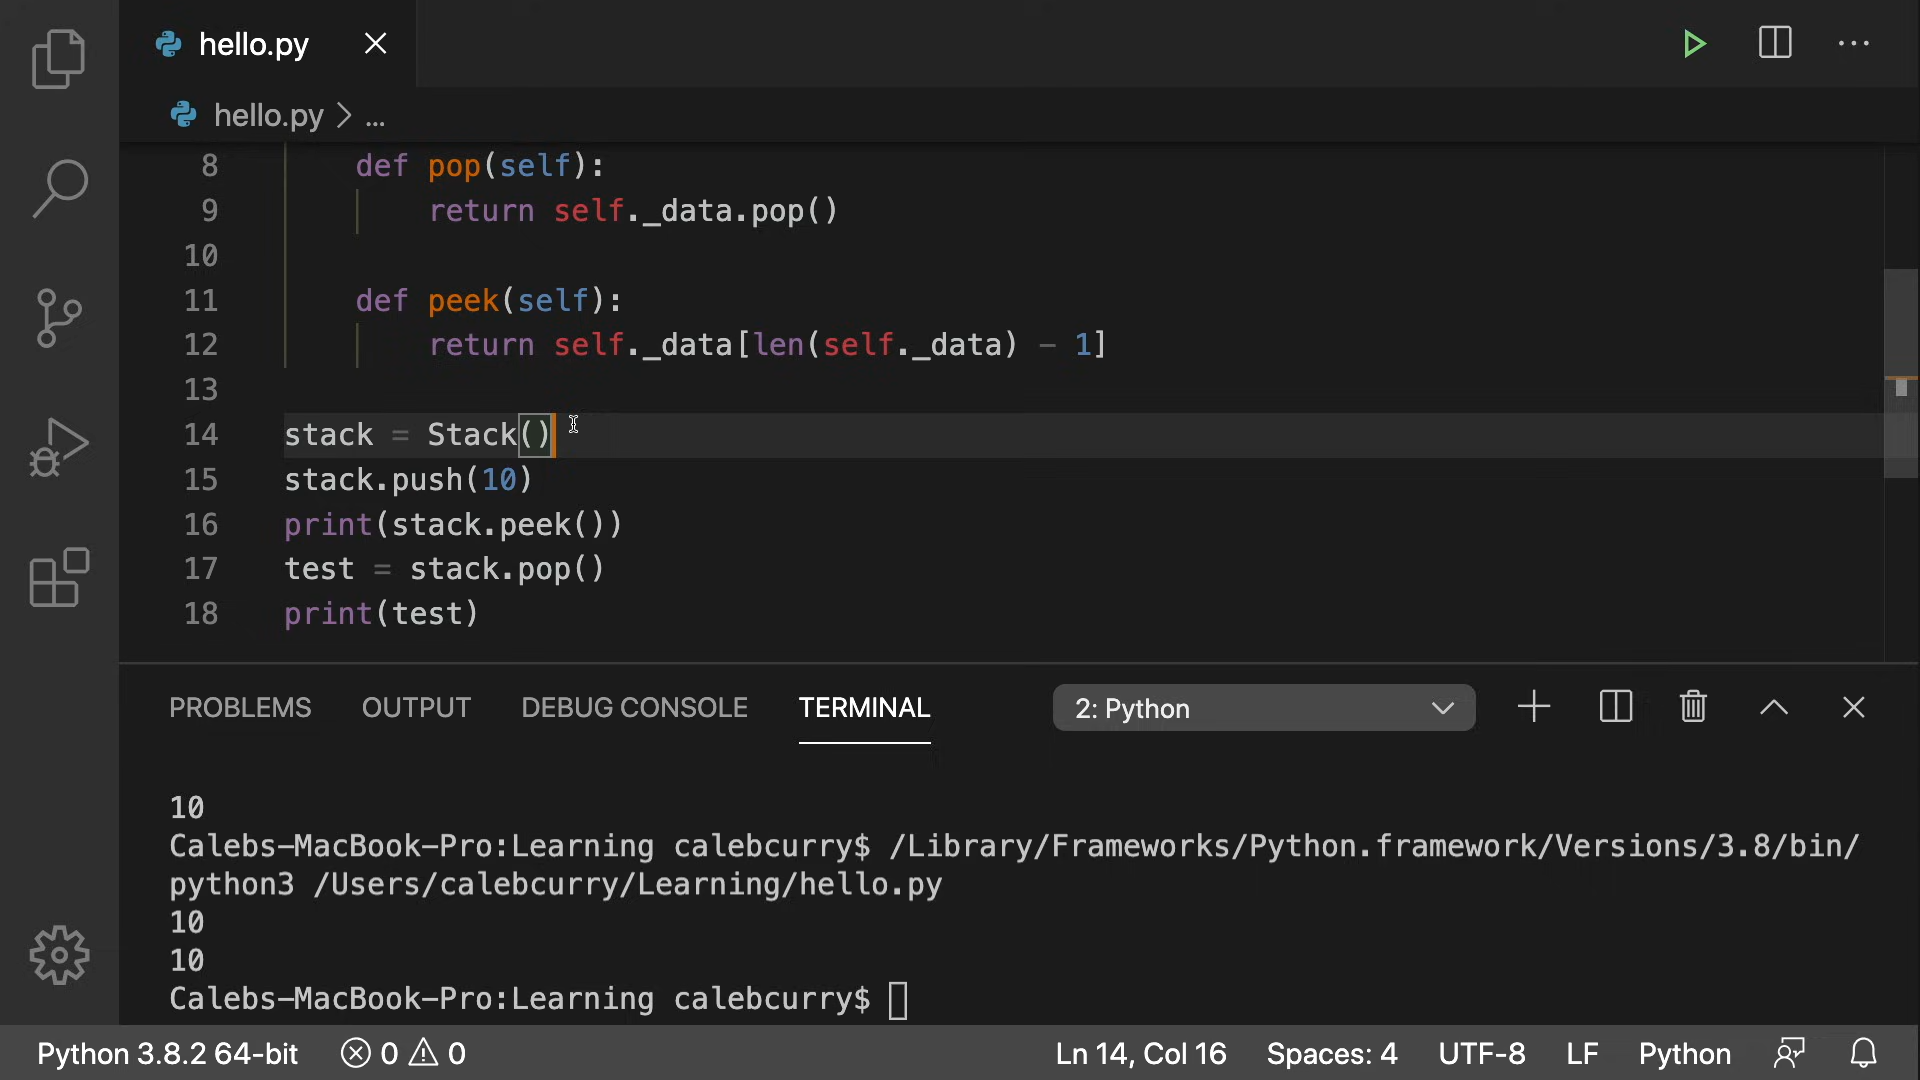 hello.py
hello.py > ...
8 def pop(self):
9 return self._data.pop()
10
11 def peek(self):
12 return self._data[len(self._data) - 1]
13
14 stack = Stack()
15 stack.push(10)
16 print(stack.peek())
17 test = stack.pop()
18 print(test)
PROBLEMS OUTPUT DEBUG CONSOLE TERMINAL 2: Python
10
Calebs-MacBook-Pro:Learning calebcurry$ /Library/Frameworks/Python.framework/Versions/3.8/bin/
python3 /Users/calebcurry/Learning/hello.py
10
10
Calebs-MacBook-Pro:Learning calebcurry$
Python 3.8.2 64-bit 0 0 Ln 14, Col 16 Spaces: 4 UTF-8 LF Python